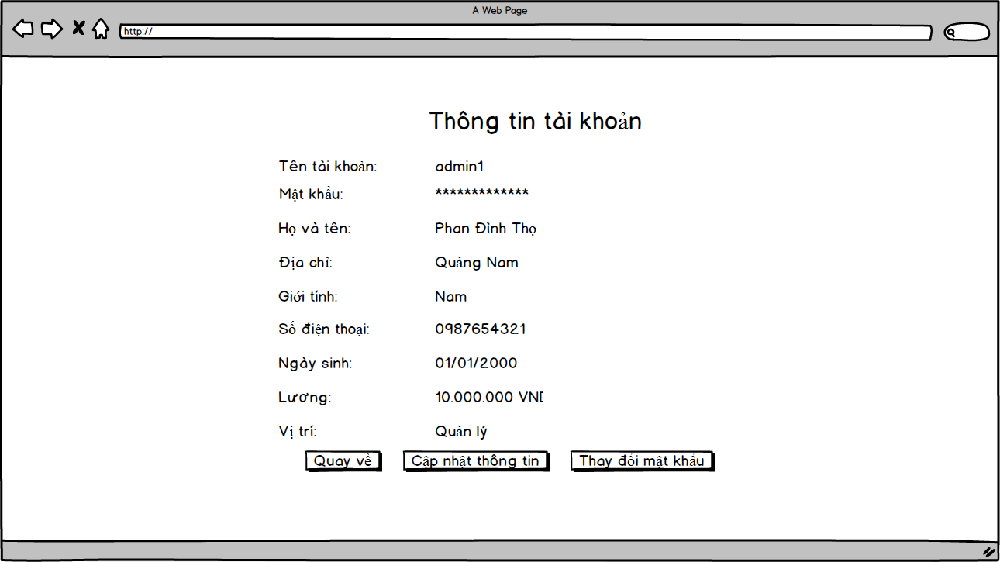 A Web Page
http://
Thông tin tài khoản
Tên tài khoản: admin1
Mật khẩu: *************
Họ và tên: Phan Đình Thọ
Địa chỉ: Quảng Nam
Giới tính: Nam
Số điện thoại: 0987654321
Ngày sinh: 01/01/2000
Lương: 10.000.000 VND
Vị trí: Quản lý
Quay về Cập nhật thông tin Thay đổi mật khẩu